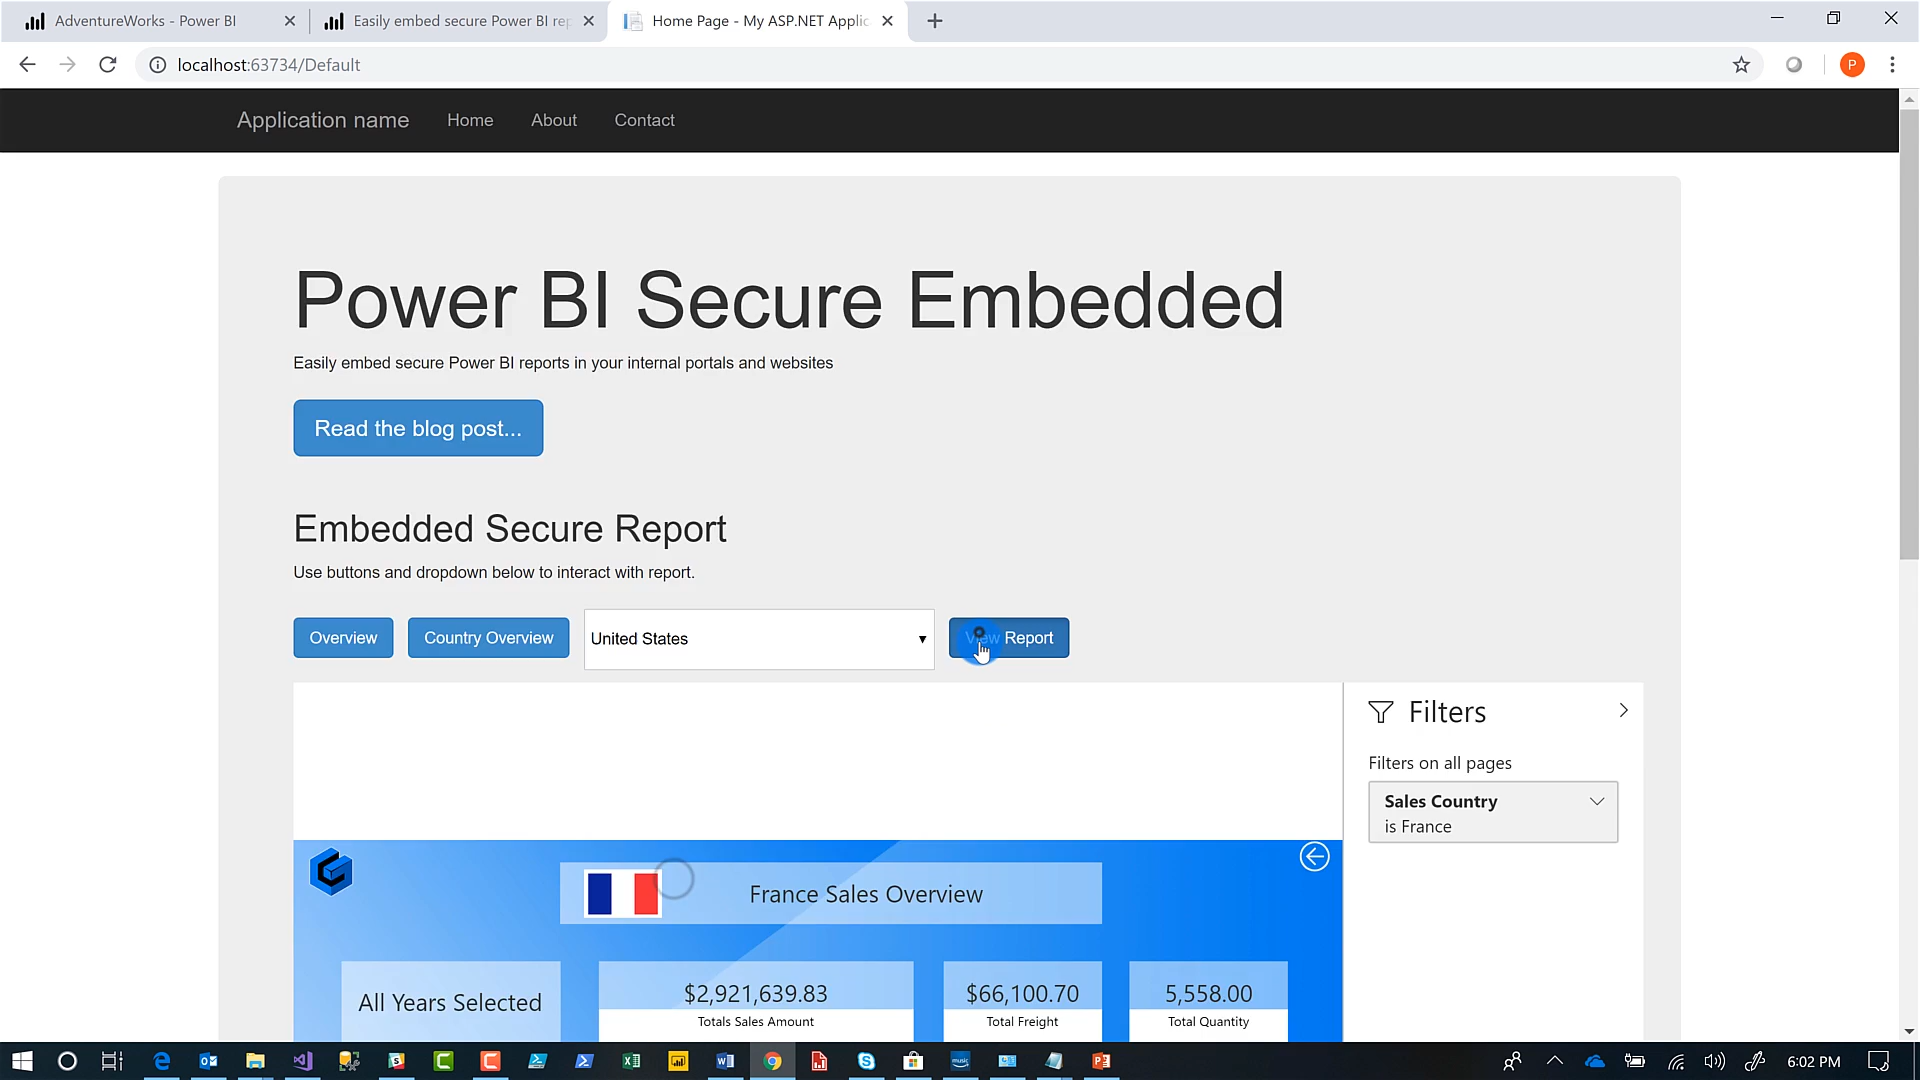 AdventureWorks - Power BI
Easily embed secure Power BI rep
Home Page - My ASP.NET Applic
localhost:63734/Default
P
Application name
Home
About
Contact
Power BI Secure Embedded
Easily embed secure Power BI reports in your internal portals and websites
Read the blog post...
Embedded Secure Report
Use buttons and dropdown below to interact with report.
Overview
Country Overview
United States
View Report
Filters
Filters on all pages
Sales Country
is France
France Sales Overview
All Years Selected
$2,921,639.83
Totals Sales Amount
$66,100.70
Total Freight
5,558.00
Total Quantity
6:02 PM